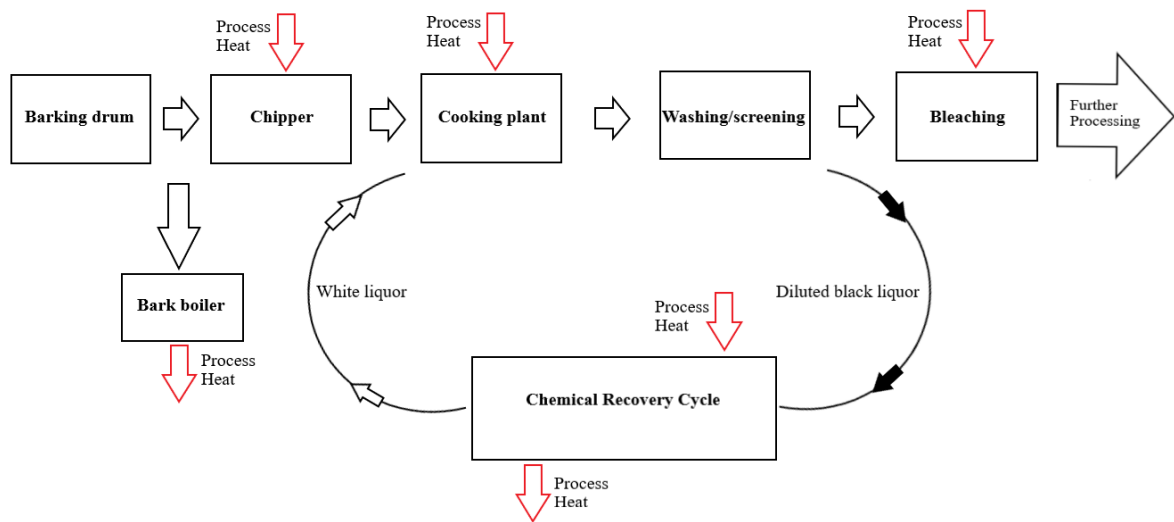 Process
Heat
Process
Heat
Process
Heat
Barking drum
Chipper
Cooking plant
Washing/screening
Bleaching
Further
Processing
Bark boiler
White liquor
Diluted black liquor
Process
Heat
Process
Heat
Chemical Recovery Cycle
Process
Heat